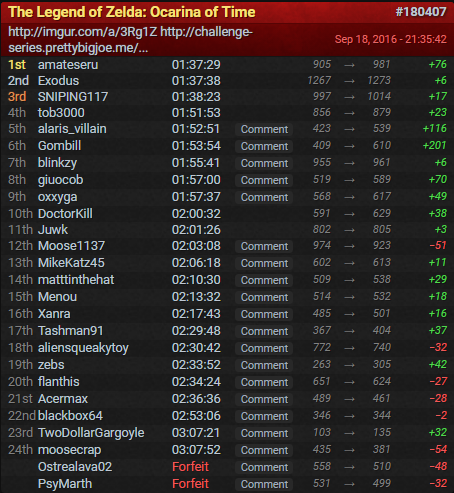 The Legend of Zelda: Ocarina of Time #180407
http://imgur.com/a/3Rg1Z http://challenge-
series.prettybigjoe.me/... Sep 18, 2016 - 21:35:42
1st amateseru 01:37:29 905 → 981 +76
2nd Exodus 01:37:38 1267 → 1273 +6
3rd SNIPING117 01:38:23 997 → 1014 +17
4th tob3000 01:51:53 856 → 879 +23
5th alaris_villain 01:52:51 Comment 423 → 539 +116
6th Gombill 01:53:54 Comment 409 → 610 +201
7th blinkzy 01:55:41 Comment 955 → 961 +6
8th giuocob 01:57:00 Comment 519 → 589 +70
9th oxxyga 01:57:37 Comment 568 → 617 +49
10th DoctorKill 02:00:32 591 → 629 +38
11th Juwk 02:01:26 802 → 805 +3
12th Moose1137 02:03:08 Comment 974 → 923 −51
13th MikeKatz45 02:06:18 Comment 602 → 613 +11
14th matttinthehat 02:10:30 Comment 509 → 538 +29
15th Menou 02:13:32 Comment 514 → 532 +18
16th Xanra 02:17:43 Comment 485 → 501 +16
17th Tashman91 02:29:48 Comment 367 → 404 +37
18th aliensqueakytoy 02:30:42 Comment 772 → 740 −32
19th zebs 02:33:52 Comment 263 → 305 +42
20th flanthis 02:34:24 Comment 651 → 624 −27
21st Acermax 02:36:36 Comment 489 → 461 −28
22nd blackbox64 02:53:06 Comment 346 → 344 −2
23rd TwoDollarGargoyle 03:07:21 Comment 103 → 135 +32
24th moosecrap 03:07:52 Comment 435 → 381 −54
Ostrealava02 Forfeit Comment 558 → 510 −48
PsyMarth Forfeit Comment 531 → 499 −32